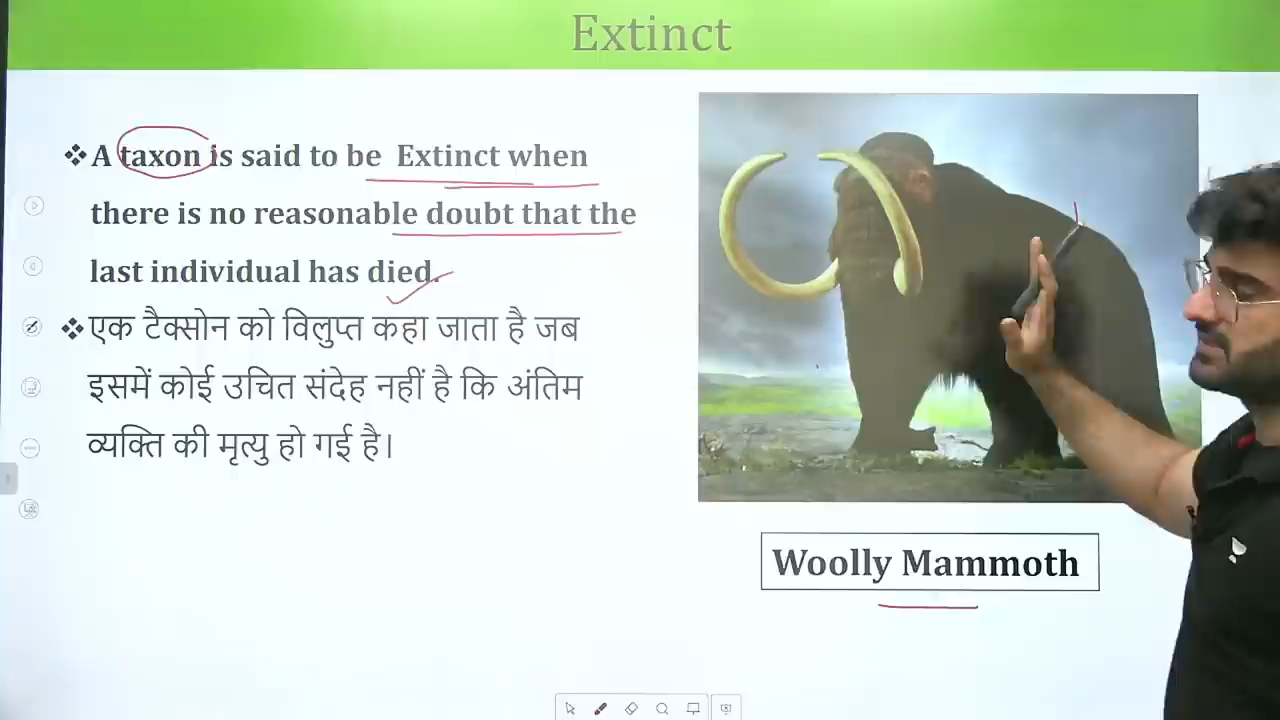 Extinct
❖ A taxon is said to be Extinct when
there is no reasonable doubt that the
last individual has died.
❖ एक टैक्सोन को विलुप्त कहा जाता है जब
इसमें कोई उचित संदेह नहीं है कि अंतिम
व्यक्ति की मृत्यु हो गई है।
Woolly Mammoth